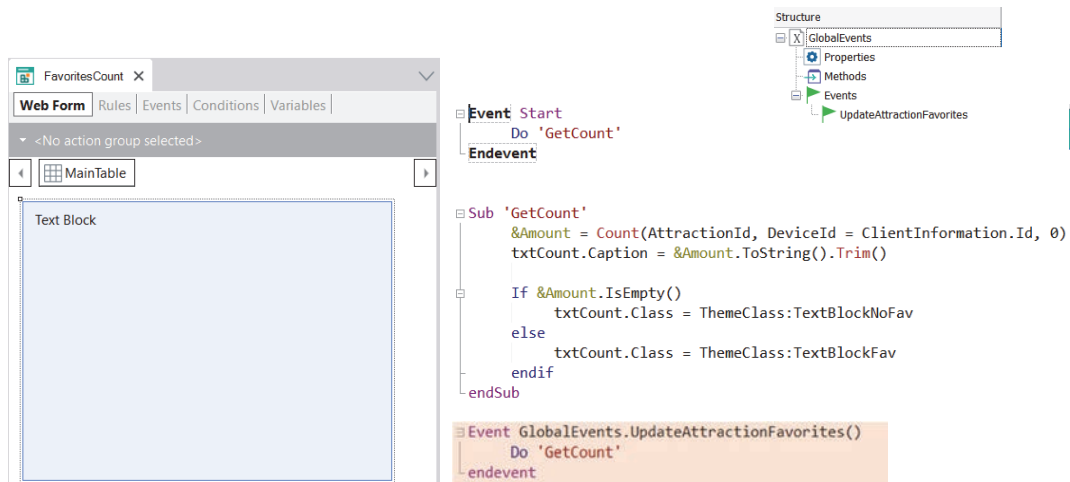 Structure
GlobalEvents
Properties
Methods
Events
UpdateAttractionFavorites
FavoritesCount
Web Form Rules Events Conditions Variables
<No action group selected>
MainTable
Text Block
Event Start
Do 'GetCount'
Endevent
Sub 'GetCount'
&Amount = Count(AttractionId, DeviceId = ClientInformation.Id, 0)
txtCount.Caption = &Amount.ToString().Trim()
If &Amount.IsEmpty()
txtCount.Class = ThemeClass:TextBlockNoFav
else
txtCount.Class = ThemeClass:TextBlockFav
endif
endSub
Event GlobalEvents.UpdateAttractionFavorites()
Do 'GetCount'
endevent